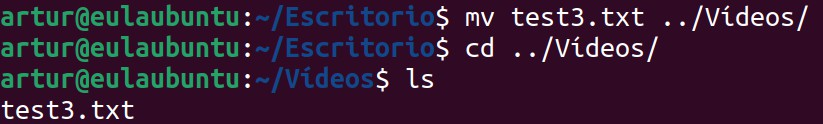 artur@eulaubuntu:~/Escritorio$ mv test3.txt ../Vídeos/
artur@eulaubuntu:~/Escritorio$ cd ../Vídeos/
artur@eulaubuntu:~/Vídeos$ ls
test3.txt